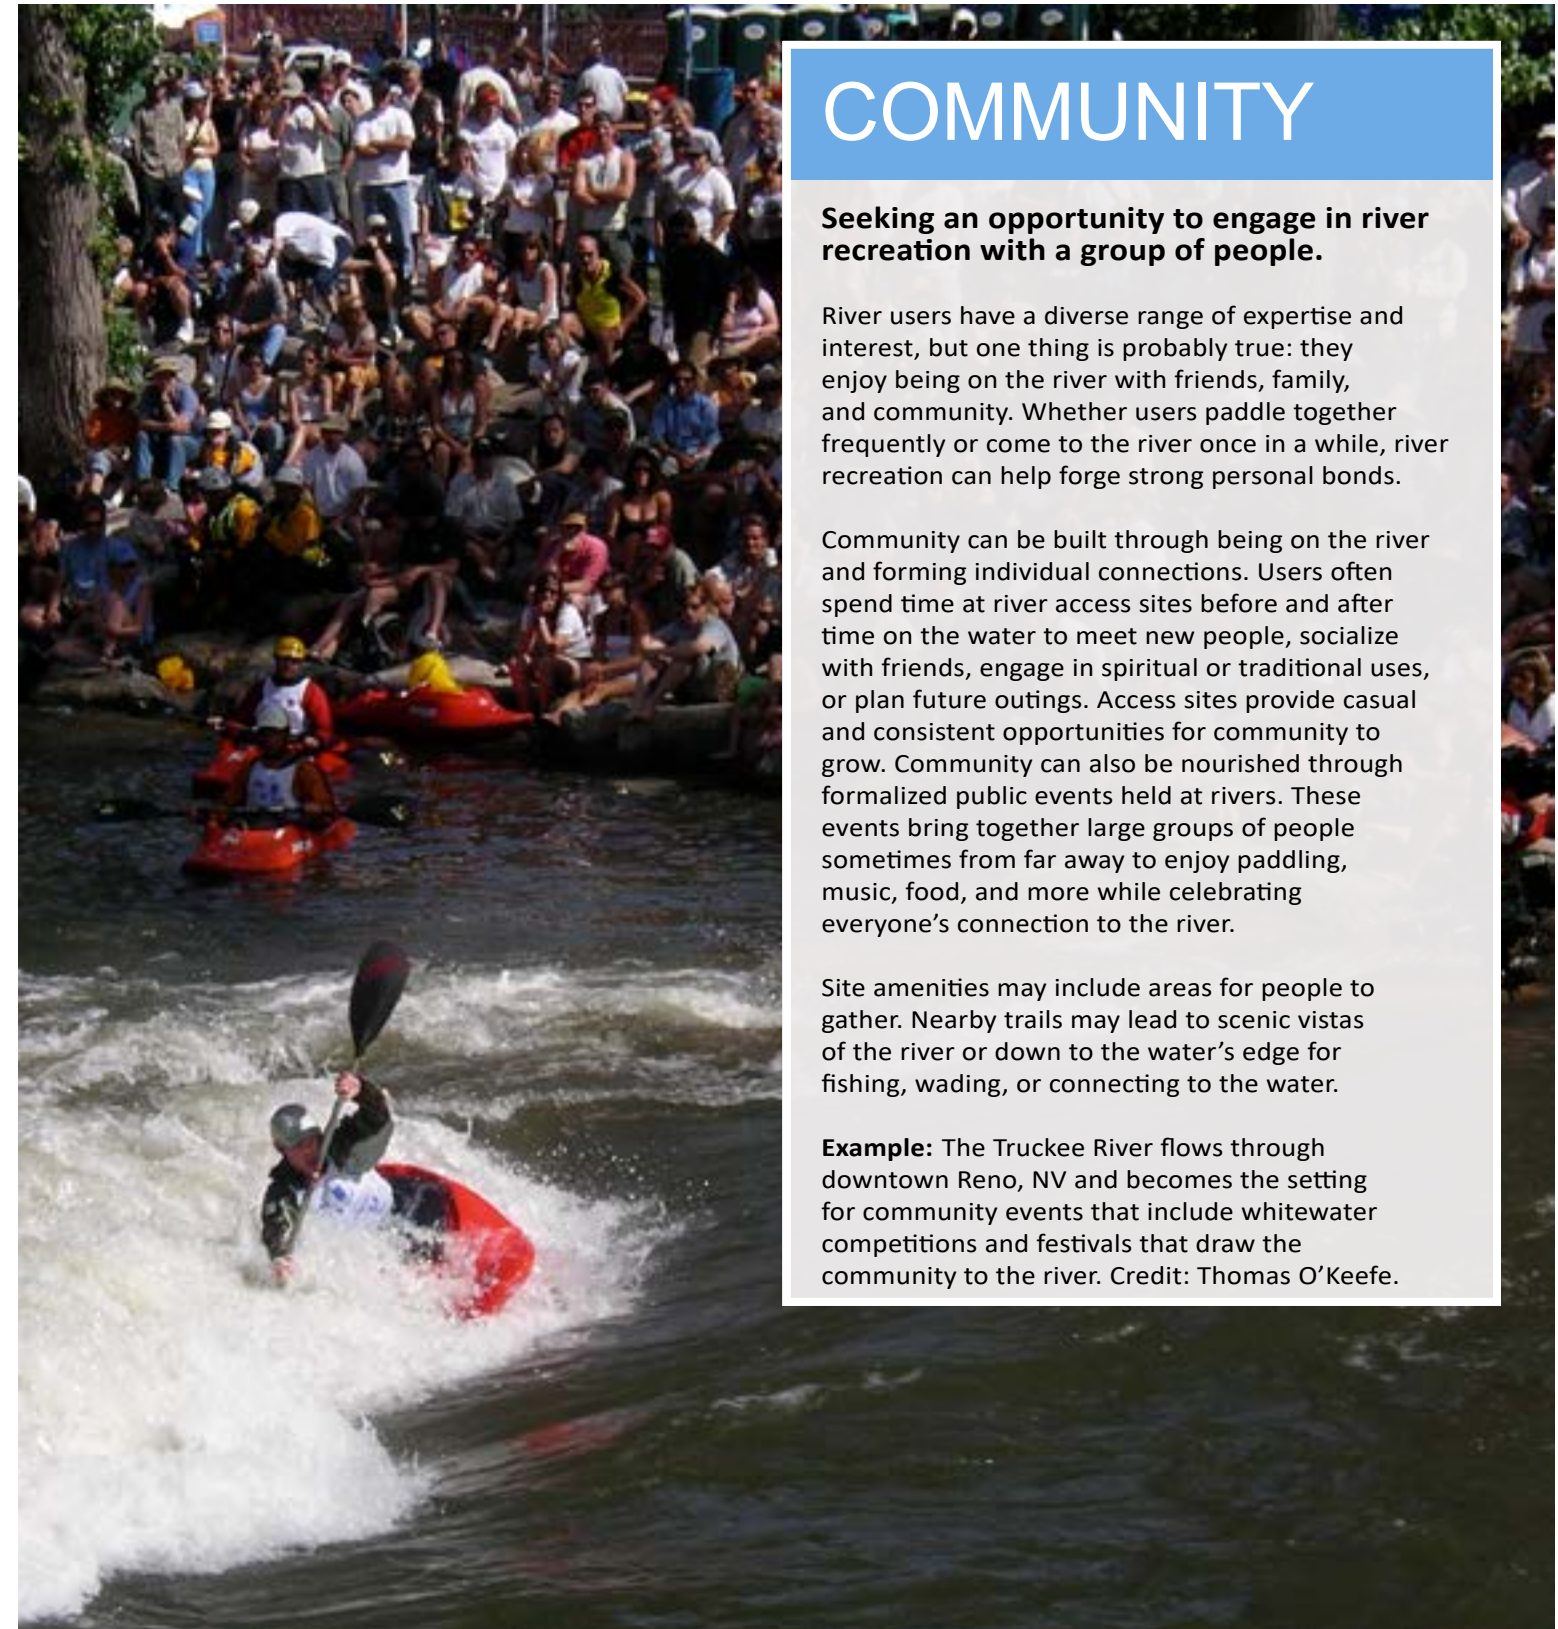 COMMUNITY
Seeking an opportunity to engage in river
recreation with a group of people.
River users have a diverse range of expertise and
interest, but one thing is probably true: they
enjoy being on the river with friends, family,
and community. Whether users paddle together
frequently or come to the river once in a while, river
recreation can help forge strong personal bonds.
Community can be built through being on the river
and forming individual connections. Users often
spend time at river access sites before and after
time on the water to meet new people, socialize
with friends, engage in spiritual or traditional uses,
or plan future outings. Access sites provide casual
and consistent opportunities for community to
grow. Community can also be nourished through
formalized public events held at rivers. These
events bring together large groups of people
sometimes from far away to enjoy paddling,
music, food, and more while celebrating
everyone’s connection to the river.
Site amenities may include areas for people to
gather. Nearby trails may lead to scenic vistas
of the river or down to the water’s edge for
fishing, wading, or connecting to the water.
Example: The Truckee River flows through
downtown Reno, NV and becomes the setting
for community events that include whitewater
competitions and festivals that draw the
community to the river. Credit: Thomas O’Keefe.